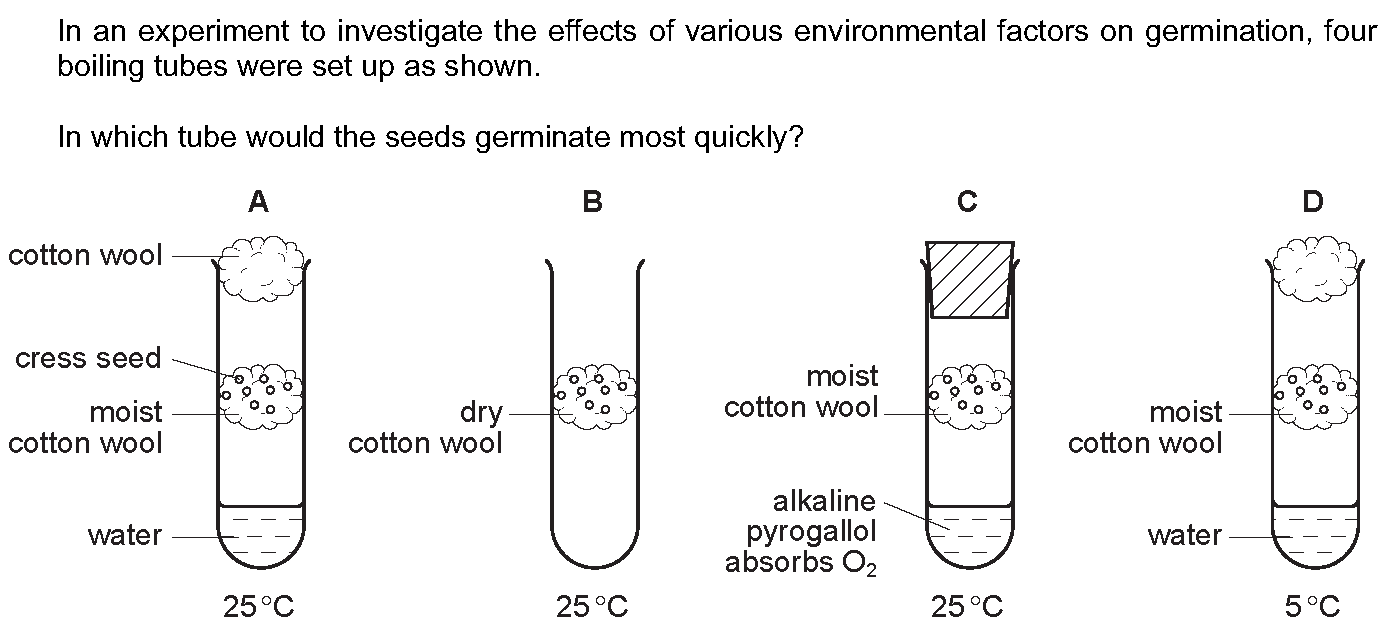 In an experiment to investigate the effects of various environmental factors on germination, four
boiling tubes were set up as shown.
In which tube would the seeds germinate most quickly?
A
B
C
D
cotton wool
cress seed
moist
cotton wool
water
25 °C
dry
cotton wool
25 °C
moist
cotton wool
alkaline
pyrogallol
absorbs O₂
25 °C
moist
cotton wool
water
5 °C